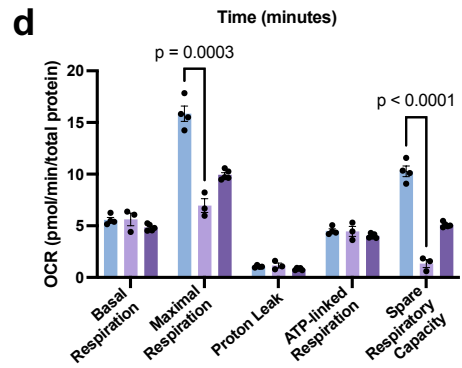 d
Time (minutes)
p = 0.0003
p < 0.0001
OCR (pmol/min/total protein)
20
15
10
5
0
Basal
Respiration
Maximal
Respiration
Proton Leak
ATP-linked
Respiration
Spare
Respiratory
Capacity